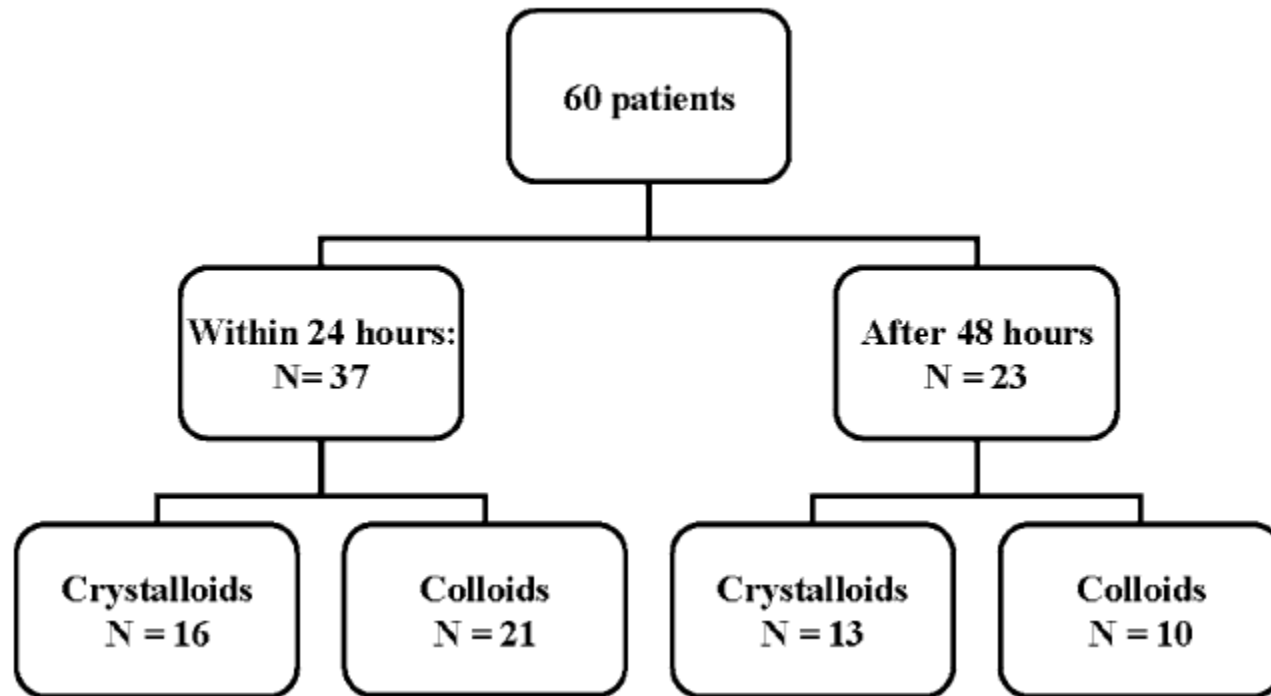 60 patients
Within 24 hours:
N= 37
After 48 hours
N = 23
Crystalloids
N = 16
Colloids
N = 21
Crystalloids
N = 13
Colloids
N = 10